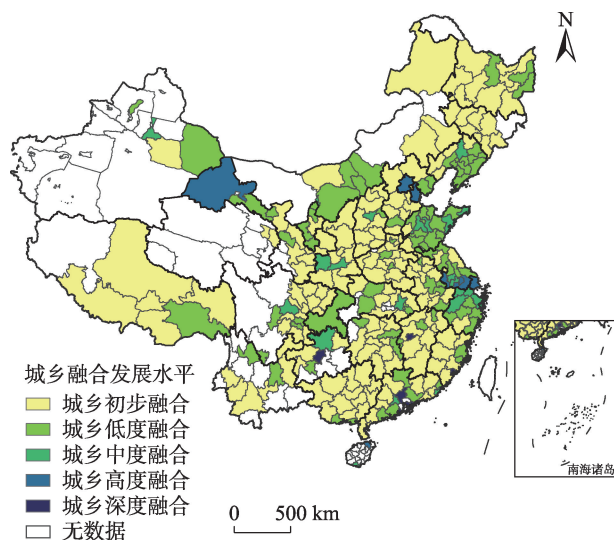 N
城乡融合发展水平
城乡初步融合
城乡低度融合
城乡中度融合
城乡高度融合
城乡深度融合
无数据
0 500 km
南海诸岛